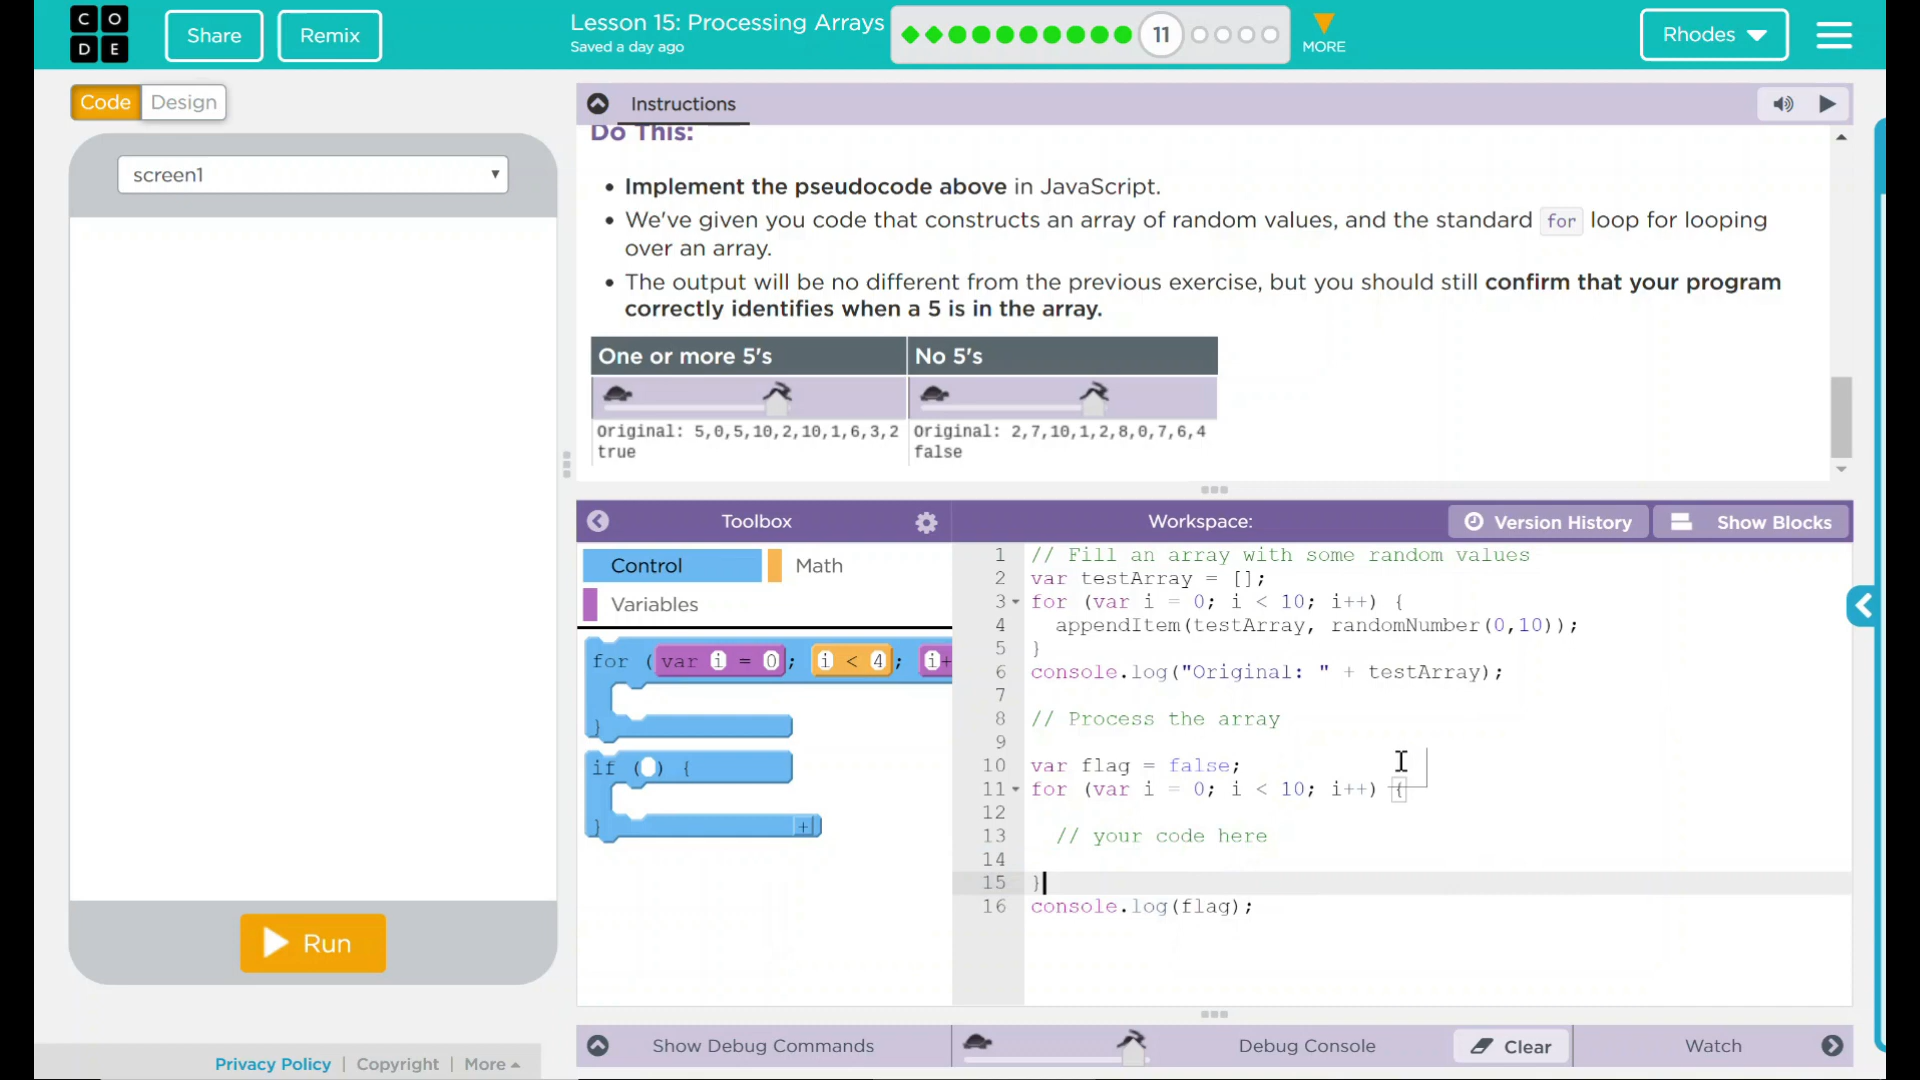 CO
DE
Share
Remix
Lesson 15: Processing Arrays
Saved a day ago
11
MORE
Rhodes
Code
Design
screen1
Run
Privacy Policy | Copyright | More
Instructions
Do This:
Implement the pseudocode above in JavaScript.
We've given you code that constructs an array of random values, and the standard for loop for looping
over an array.
The output will be no different from the previous exercise, but you should still confirm that your program
correctly identifies when a 5 is in the array.
One or more 5's
No 5's
Original: 5,0,5,10,2,10,1,6,3,2
true
Original: 2,7,10,1,2,8,0,7,6,4
false
Toolbox
Workspace:
Version History
Show Blocks
Control
Math
Variables
for (var i = 0; i < 4; i+
}
if () {
} +
1 // Fill an array with some random values
2 var testArray = [];
3 for (var i = 0; i < 10; i++) {
4 appendItem(testArray, randomNumber(0,10));
5 }
6 console.log("Original: " + testArray);
7
8 // Process the array
9
10 var flag = false;
11 for (var i = 0; i < 10; i++) {
12
13 // your code here
14
15 }
16 console.log(flag);
Show Debug Commands
Debug Console
Clear
Watch